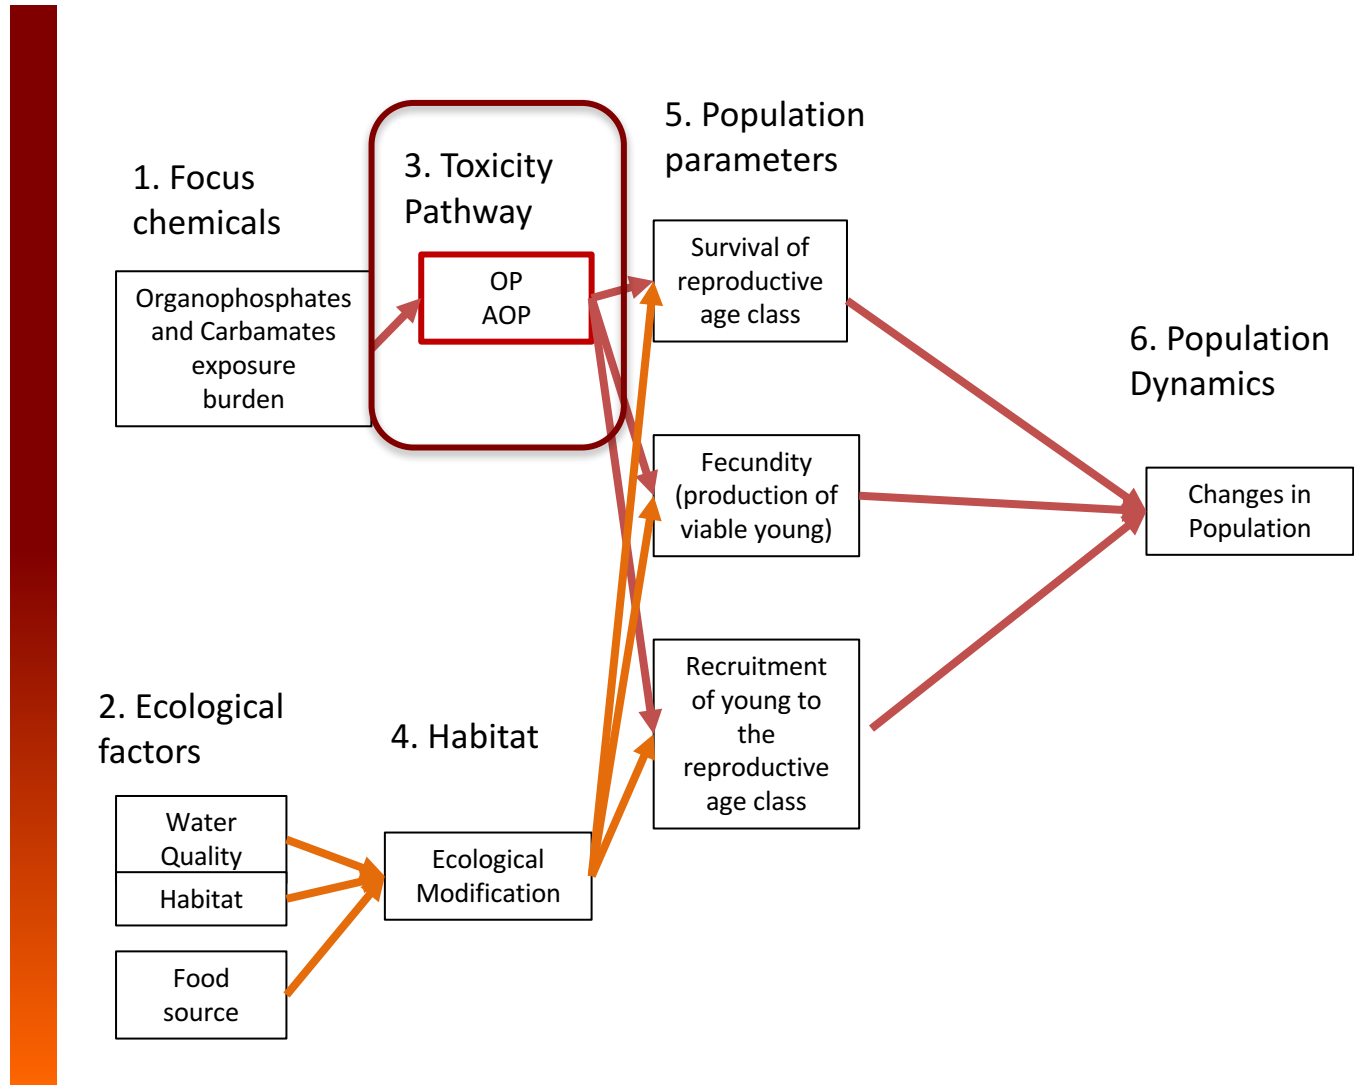 1. Focus
chemicals
Organophosphates
and Carbamates
exposure
burden
2. Ecological
factors
Water
Quality
Habitat
Food
source
3. Toxicity
Pathway
OP
AOP
4. Habitat
Ecological
Modification
5. Population
parameters
Survival of
reproductive
age class
Fecundity
(production of
viable young)
Recruitment
of young to
the
reproductive
age class
6. Population
Dynamics
Changes in
Population